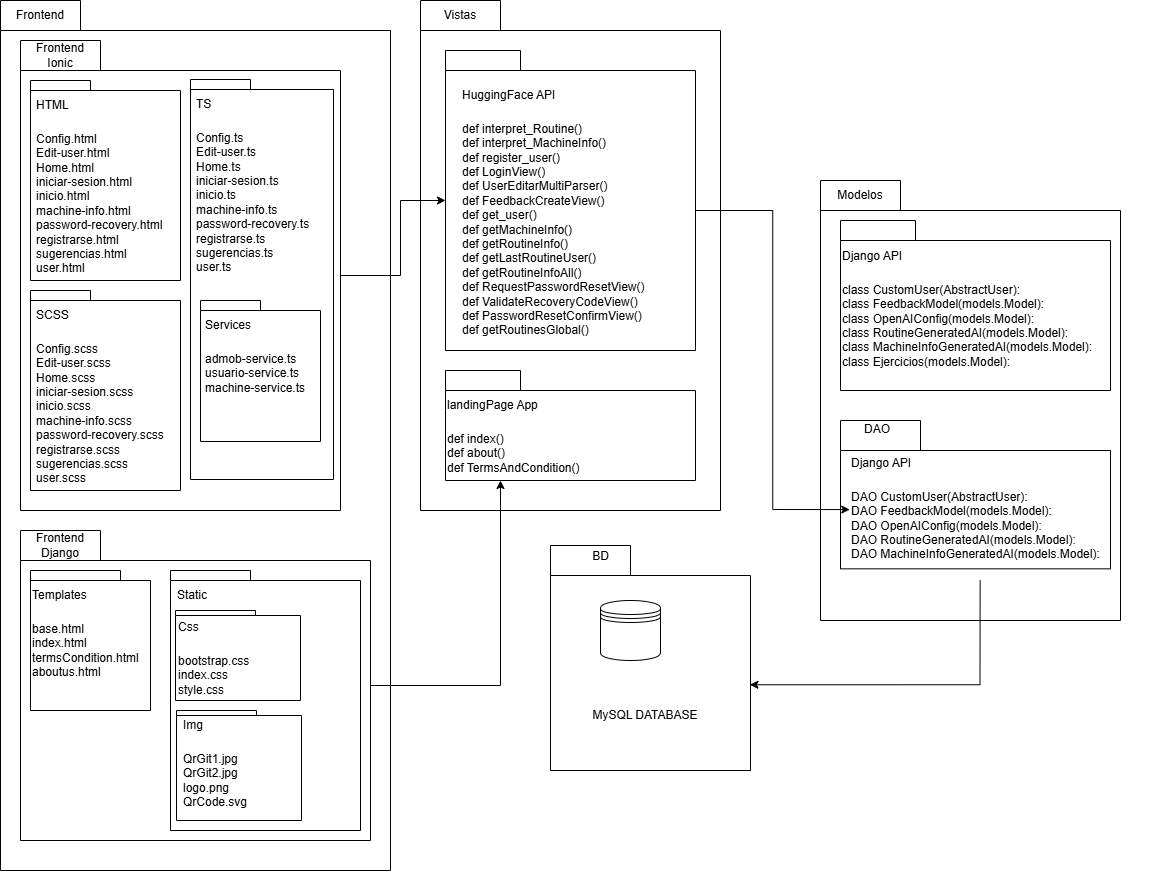 Frontend
Frontend
Ionic
HTML
Config.html
Edit-user.html
Home.html
iniciar-sesion.html
inicio.html
machine-info.html
password-recovery.html
registrarse.html
sugerencias.html
user.html
TS
Config.ts
Edit-user.ts
Home.ts
iniciar-sesion.ts
inicio.ts
machine-info.ts
password-recovery.ts
registrarse.ts
sugerencias.ts
user.ts
SCSS
Config.scss
Edit-user.scss
Home.scss
iniciar-sesion.scss
inicio.scss
machine-info.scss
password-recovery.scss
registrarse.scss
sugerencias.scss
user.scss
Services
admob-service.ts
usuario-service.ts
machine-service.ts
Frontend
Django
Templates
base.html
index.html
termsCondition.html
aboutus.html
Static
Css
bootstrap.css
index.css
style.css
Img
QrGit1.jpg
QrGit2.jpg
logo.png
QrCode.svg
Vistas
HuggingFace API
def interpret_Routine()
def interpret_MachineInfo()
def register_user()
def LoginView()
def UserEditarMultiParser()
def FeedbackCreateView()
def get_user()
def getMachineInfo()
def getRoutineInfo()
def getLastRoutineUser()
def getRoutineInfoAll()
def RequestPasswordResetView()
def ValidateRecoveryCodeView()
def PasswordResetConfirmView()
def getRoutinesGlobal()
landingPage App
def index()
def about()
def TermsAndCondition()
BD
MySQL DATABASE
Modelos
Django API
class CustomUser(AbstractUser):
class FeedbackModel(models.Model):
class OpenAIConfig(models.Model):
class RoutineGeneratedAI(models.Model):
class MachineInfoGeneratedAI(models.Model):
class Ejercicios(models.Model):
DAO
Django API
DAO CustomUser(AbstractUser):
DAO FeedbackModel(models.Model):
DAO OpenAIConfig(models.Model):
DAO RoutineGeneratedAI(models.Model):
DAO MachineInfoGeneratedAI(models.Model):